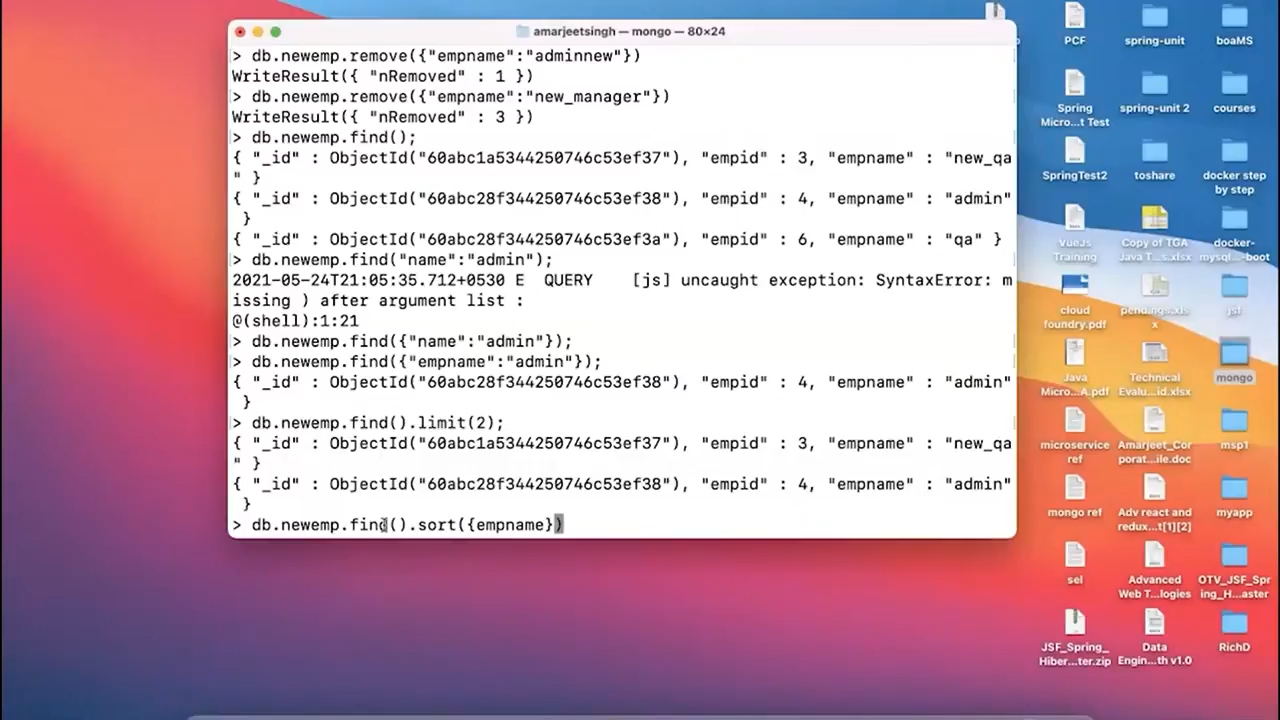 amarjeetsingh — mongo — 80×24
> db.newemp.remove({"empname":"adminnew"})
WriteResult({ "nRemoved" : 1 })
> db.newemp.remove({"empname":"new_manager"})
WriteResult({ "nRemoved" : 3 })
> db.newemp.find();
{ "_id" : ObjectId("60abc1a5344250746c53ef37"), "empid" : 3, "empname" : "new_qa
" }
{ "_id" : ObjectId("60abc28f344250746c53ef38"), "empid" : 4, "empname" : "admin"
 }
{ "_id" : ObjectId("60abc28f344250746c53ef3a"), "empid" : 6, "empname" : "qa" }
> db.newemp.find("name":"admin");
2021-05-24T21:05:35.712+0530 E  QUERY    [js] uncaught exception: SyntaxError: m
issing ) after argument list :
@(shell):1:21
> db.newemp.find({"name":"admin"});
> db.newemp.find({"empname":"admin"});
{ "_id" : ObjectId("60abc28f344250746c53ef38"), "empid" : 4, "empname" : "admin"
 }
> db.newemp.find().limit(2);
{ "_id" : ObjectId("60abc1a5344250746c53ef37"), "empid" : 3, "empname" : "new_qa
" }
{ "_id" : ObjectId("60abc28f344250746c53ef38"), "empid" : 4, "empname" : "admin"
 }
> db.newemp.find().sort({empname})
PCF
spring-unit
boaMS
Spring
Micro...t Test
spring-unit 2
courses
SpringTest2
toshare
docker step
by step
VueJs
Training
Copy of TGA
Java T...s.xlsx
docker-
mysql...-boot
cloud
foundry.pdf
x
jsf
Java
Micro...A.pdf
Technical
Evalu...id.xlsx
mongo
microservice
ref
Amarjeet_Cor
porat...ile.doc
msp1
mongo ref
Adv react and
redux...t[1][2]
myapp
sel
Advanced
Web T...logies
OTV_JSF_Spr
ing_H...aster
JSF_Spring_
Hiber...ter.zip
Data
Engin...th v1.0
RichD